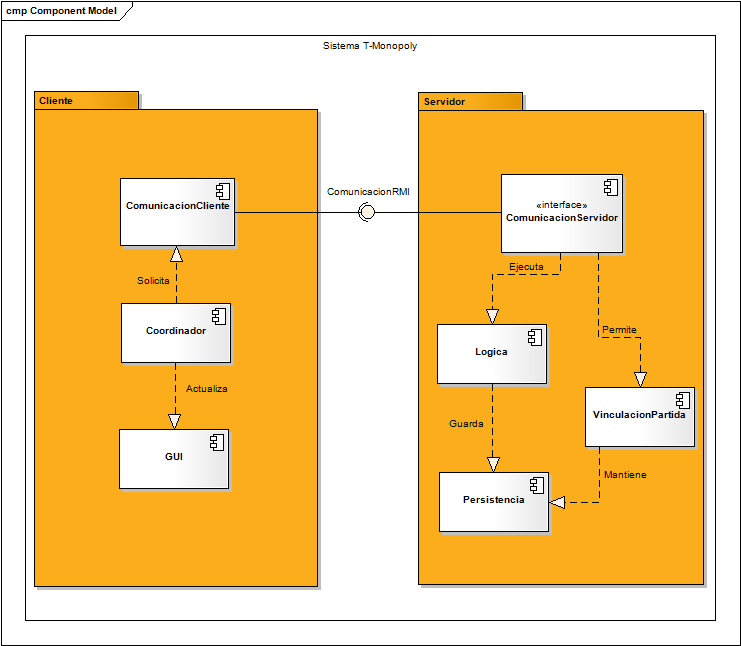 cmp Component Model
Sistema T-Monopoly
Cliente
Servidor
ComunicacionCliente
ComunicacionRMI
«interface»
ComunicacionServidor
Solicita
Ejecuta
Coordinador
Permite
Logica
Actualiza
VinculacionPartida
Guarda
GUI
Mantiene
Persistencia